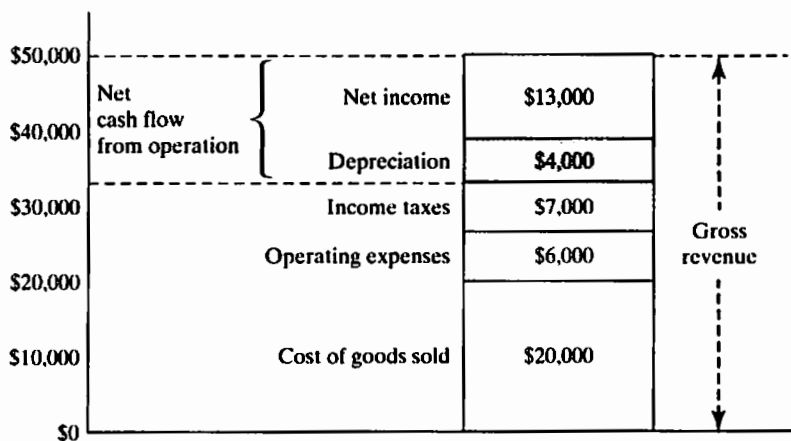 $50,000
Net
cash flow
from operation
Net income
$13,000
$40,000
Depreciation
$4,000
$30,000
Income taxes
$7,000
Gross
revenue
Operating expenses
$6,000
$20,000
$10,000
Cost of goods sold
$20,000
$0